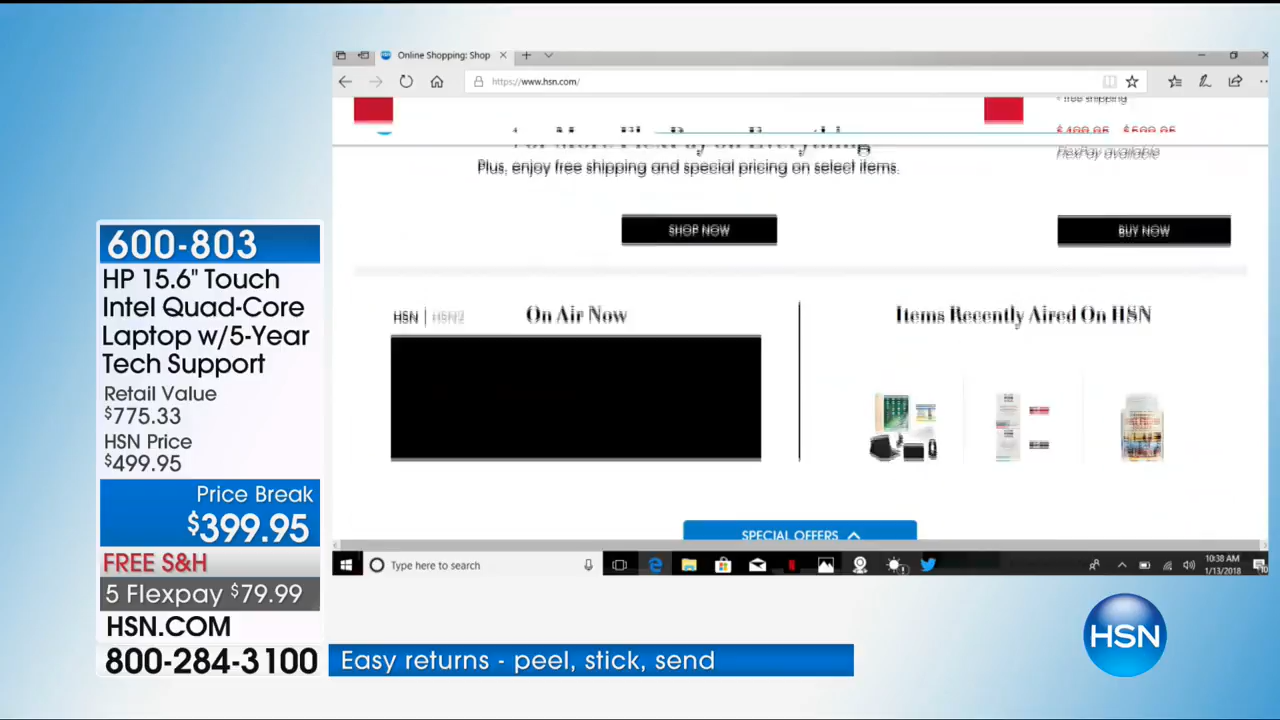 600-803
HP 15.6" Touch
Intel Quad-Core
Laptop w/5-Year
Tech Support
Retail Value
$775.33
HSN Price
$499.95
Price Break
$399.95
FREE S&H
5 Flexpay $79.99
HSN.COM
800-284-3100
Easy returns - peel, stick, send
HSN
Online Shopping: Shop
https://www.hsn.com/
free shipping
FlexPay available
Plus, enjoy free shipping and special pricing on select items.
SHOP NOW
BUY NOW
HSN | HSN2
On Air Now
Items Recently Aired On HSN
SPECIAL OFFERS
Type here to search
10:38 AM
1/13/2018